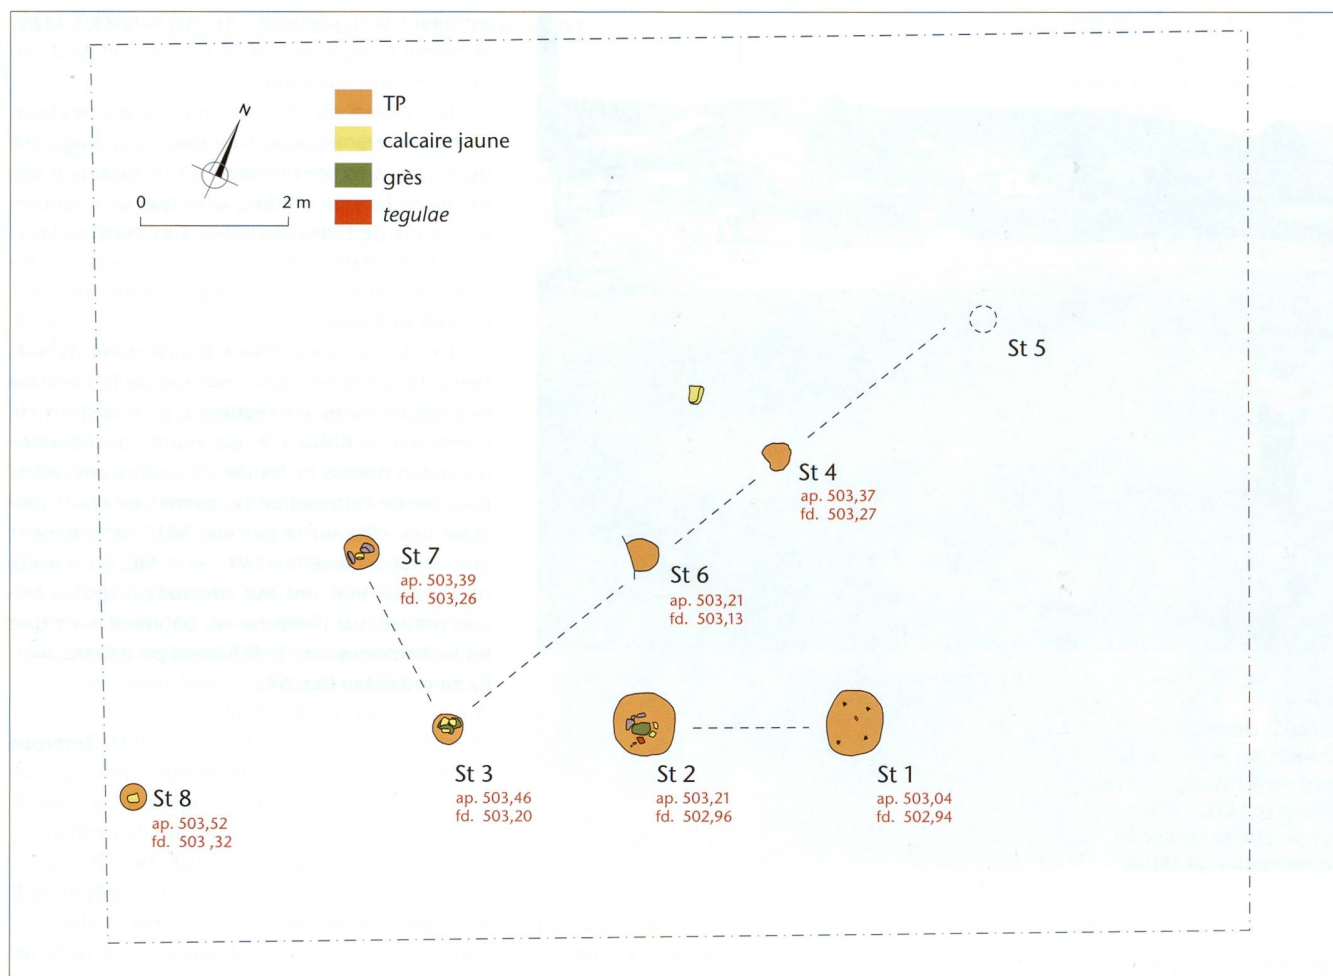 N
0 2 m
TP
calcaire jaune
grès
tegulae
St 5
St 4
ap. 503,37
fd. 503,27
St 7
ap. 503,39
fd. 503,26
St 6
ap. 503,21
fd. 503,13
St 3
ap. 503,46
fd. 503,20
St 2
ap. 503,21
fd. 502,96
St 1
ap. 503,04
fd. 502,94
St 8
ap. 503,52
fd. 503 ,32